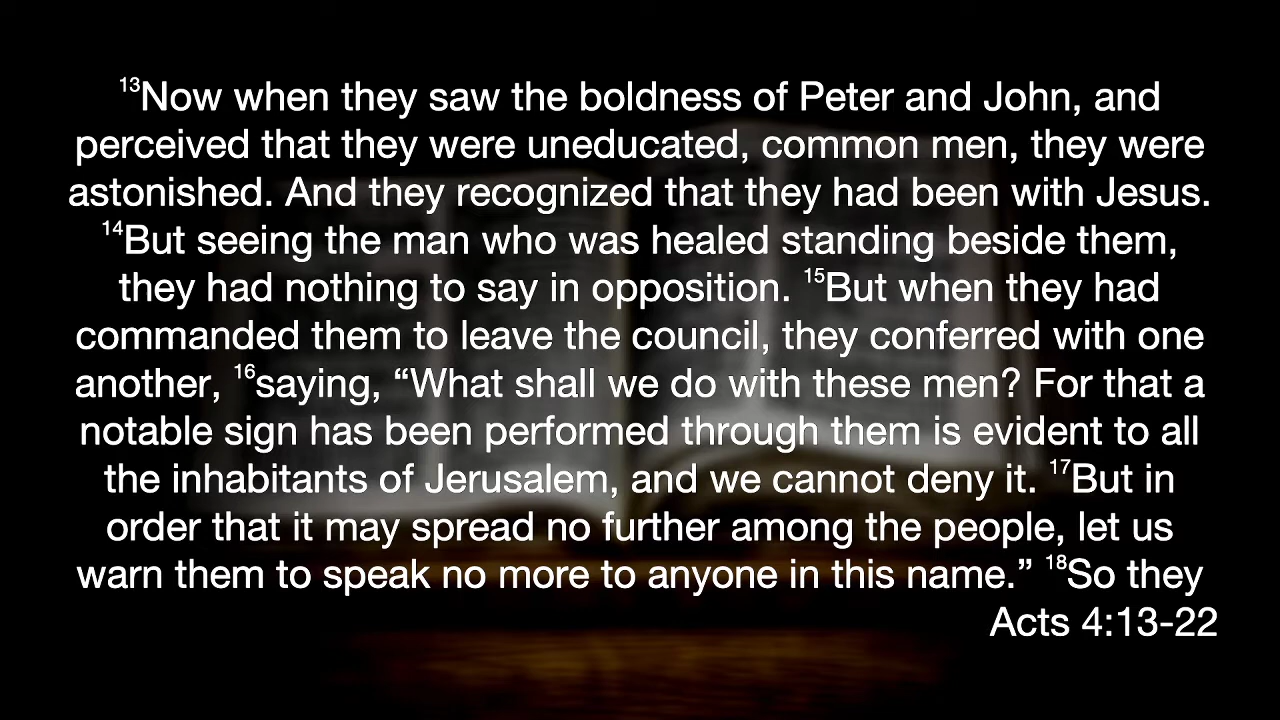 ¹³Now when they saw the boldness of Peter and John, and
perceived that they were uneducated, common men, they were
astonished. And they recognized that they had been with Jesus.
¹⁴But seeing the man who was healed standing beside them,
they had nothing to say in opposition. ¹⁵But when they had
commanded them to leave the council, they conferred with one
another, ¹⁶saying, “What shall we do with these men? For that a
notable sign has been performed through them is evident to all
the inhabitants of Jerusalem, and we cannot deny it. ¹⁷But in
order that it may spread no further among the people, let us
warn them to speak no more to anyone in this name.” ¹⁸So they
Acts 4:13-22